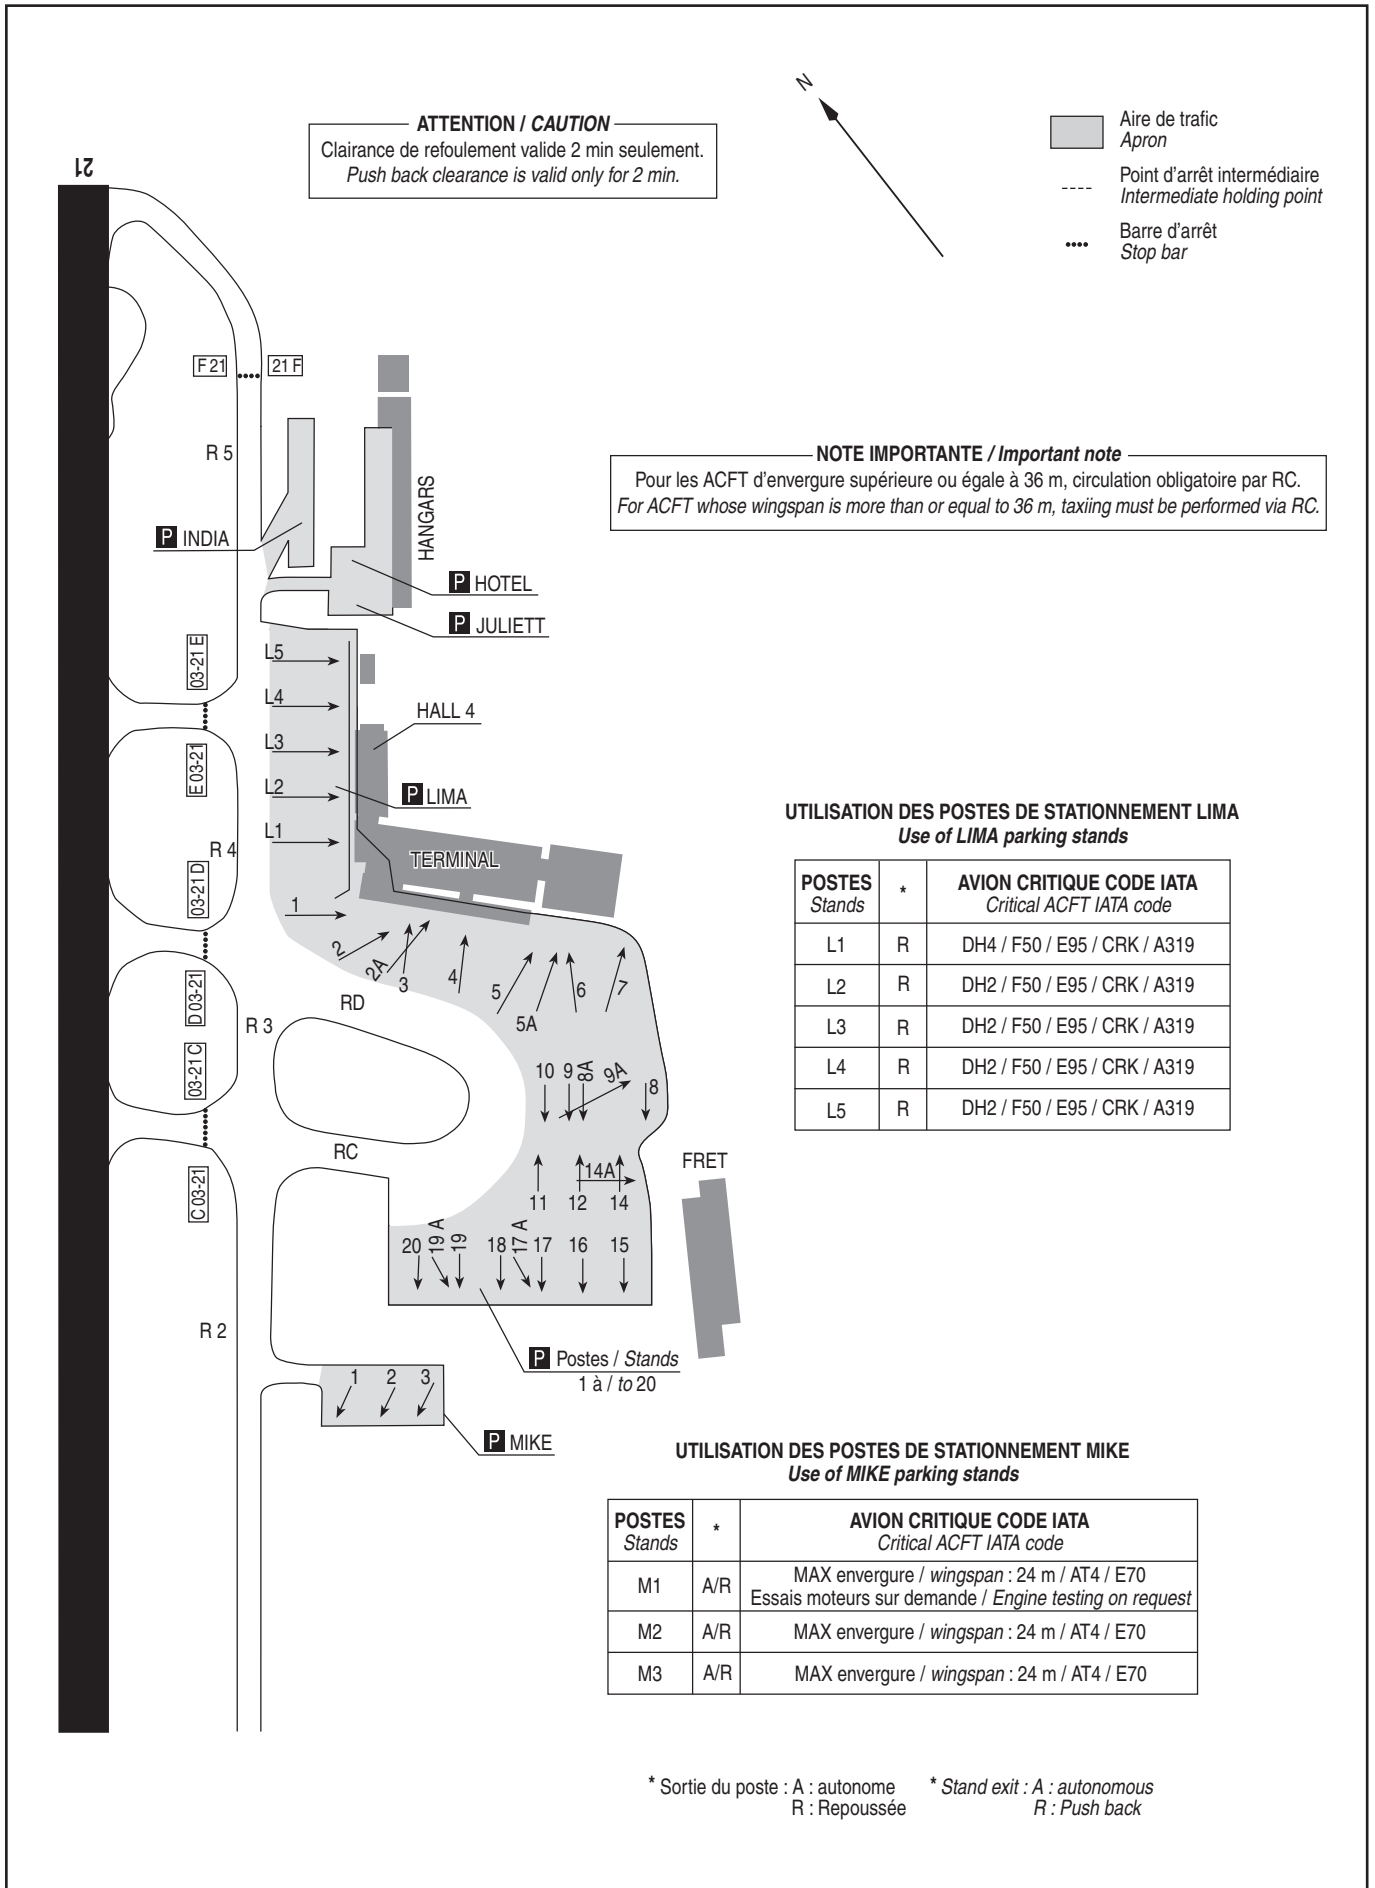 N
ATTENTION / CAUTION
Clairance de refoulement valide 2 min seulement.
Push back clearance is valid only for 2 min.
Aire de trafic
Apron
Point d'arrêt intermédiaire
Intermediate holding point
Barre d'arrêt
Stop bar
21
F 21
21 F
R 5
NOTE IMPORTANTE / Important note
Pour les ACFT d'envergure supérieure ou égale à 36 m, circulation obligatoire par RC.
For ACFT whose wingspan is more than or equal to 36 m, taxiing must be performed via RC.
HANGARS
P INDIA
P HOTEL
P JULIETT
03-21 E
L5
L4
HALL 4
L3
E 03-21
L2
P LIMA
L1
R 4
TERMINAL
03-21 D
1
2
2A
3
4
5
5A
6
7
D 03-21
RD
R 3
03-21 C
10
9
8A
9A
8
RC
C 03-21
FRET
14A
11
12
14
20
19 A
19
18
17 A
17
16
15
R 2
P Postes / Stands
1 à / to 20
1
2
3
P MIKE
UTILISATION DES POSTES DE STATIONNEMENT LIMA
Use of LIMA parking stands
POSTES * AVION CRITIQUE CODE IATA
Stands Critical ACFT IATA code
L1 R DH4 / F50 / E95 / CRK / A319
L2 R DH2 / F50 / E95 / CRK / A319
L3 R DH2 / F50 / E95 / CRK / A319
L4 R DH2 / F50 / E95 / CRK / A319
L5 R DH2 / F50 / E95 / CRK / A319
UTILISATION DES POSTES DE STATIONNEMENT MIKE
Use of MIKE parking stands
POSTES * AVION CRITIQUE CODE IATA
Stands Critical ACFT IATA code
M1 A/R MAX envergure / wingspan : 24 m / AT4 / E70
Essais moteurs sur demande / Engine testing on request
M2 A/R MAX envergure / wingspan : 24 m / AT4 / E70
M3 A/R MAX envergure / wingspan : 24 m / AT4 / E70
* Sortie du poste : A : autonome * Stand exit : A : autonomous
R : Repoussée R : Push back